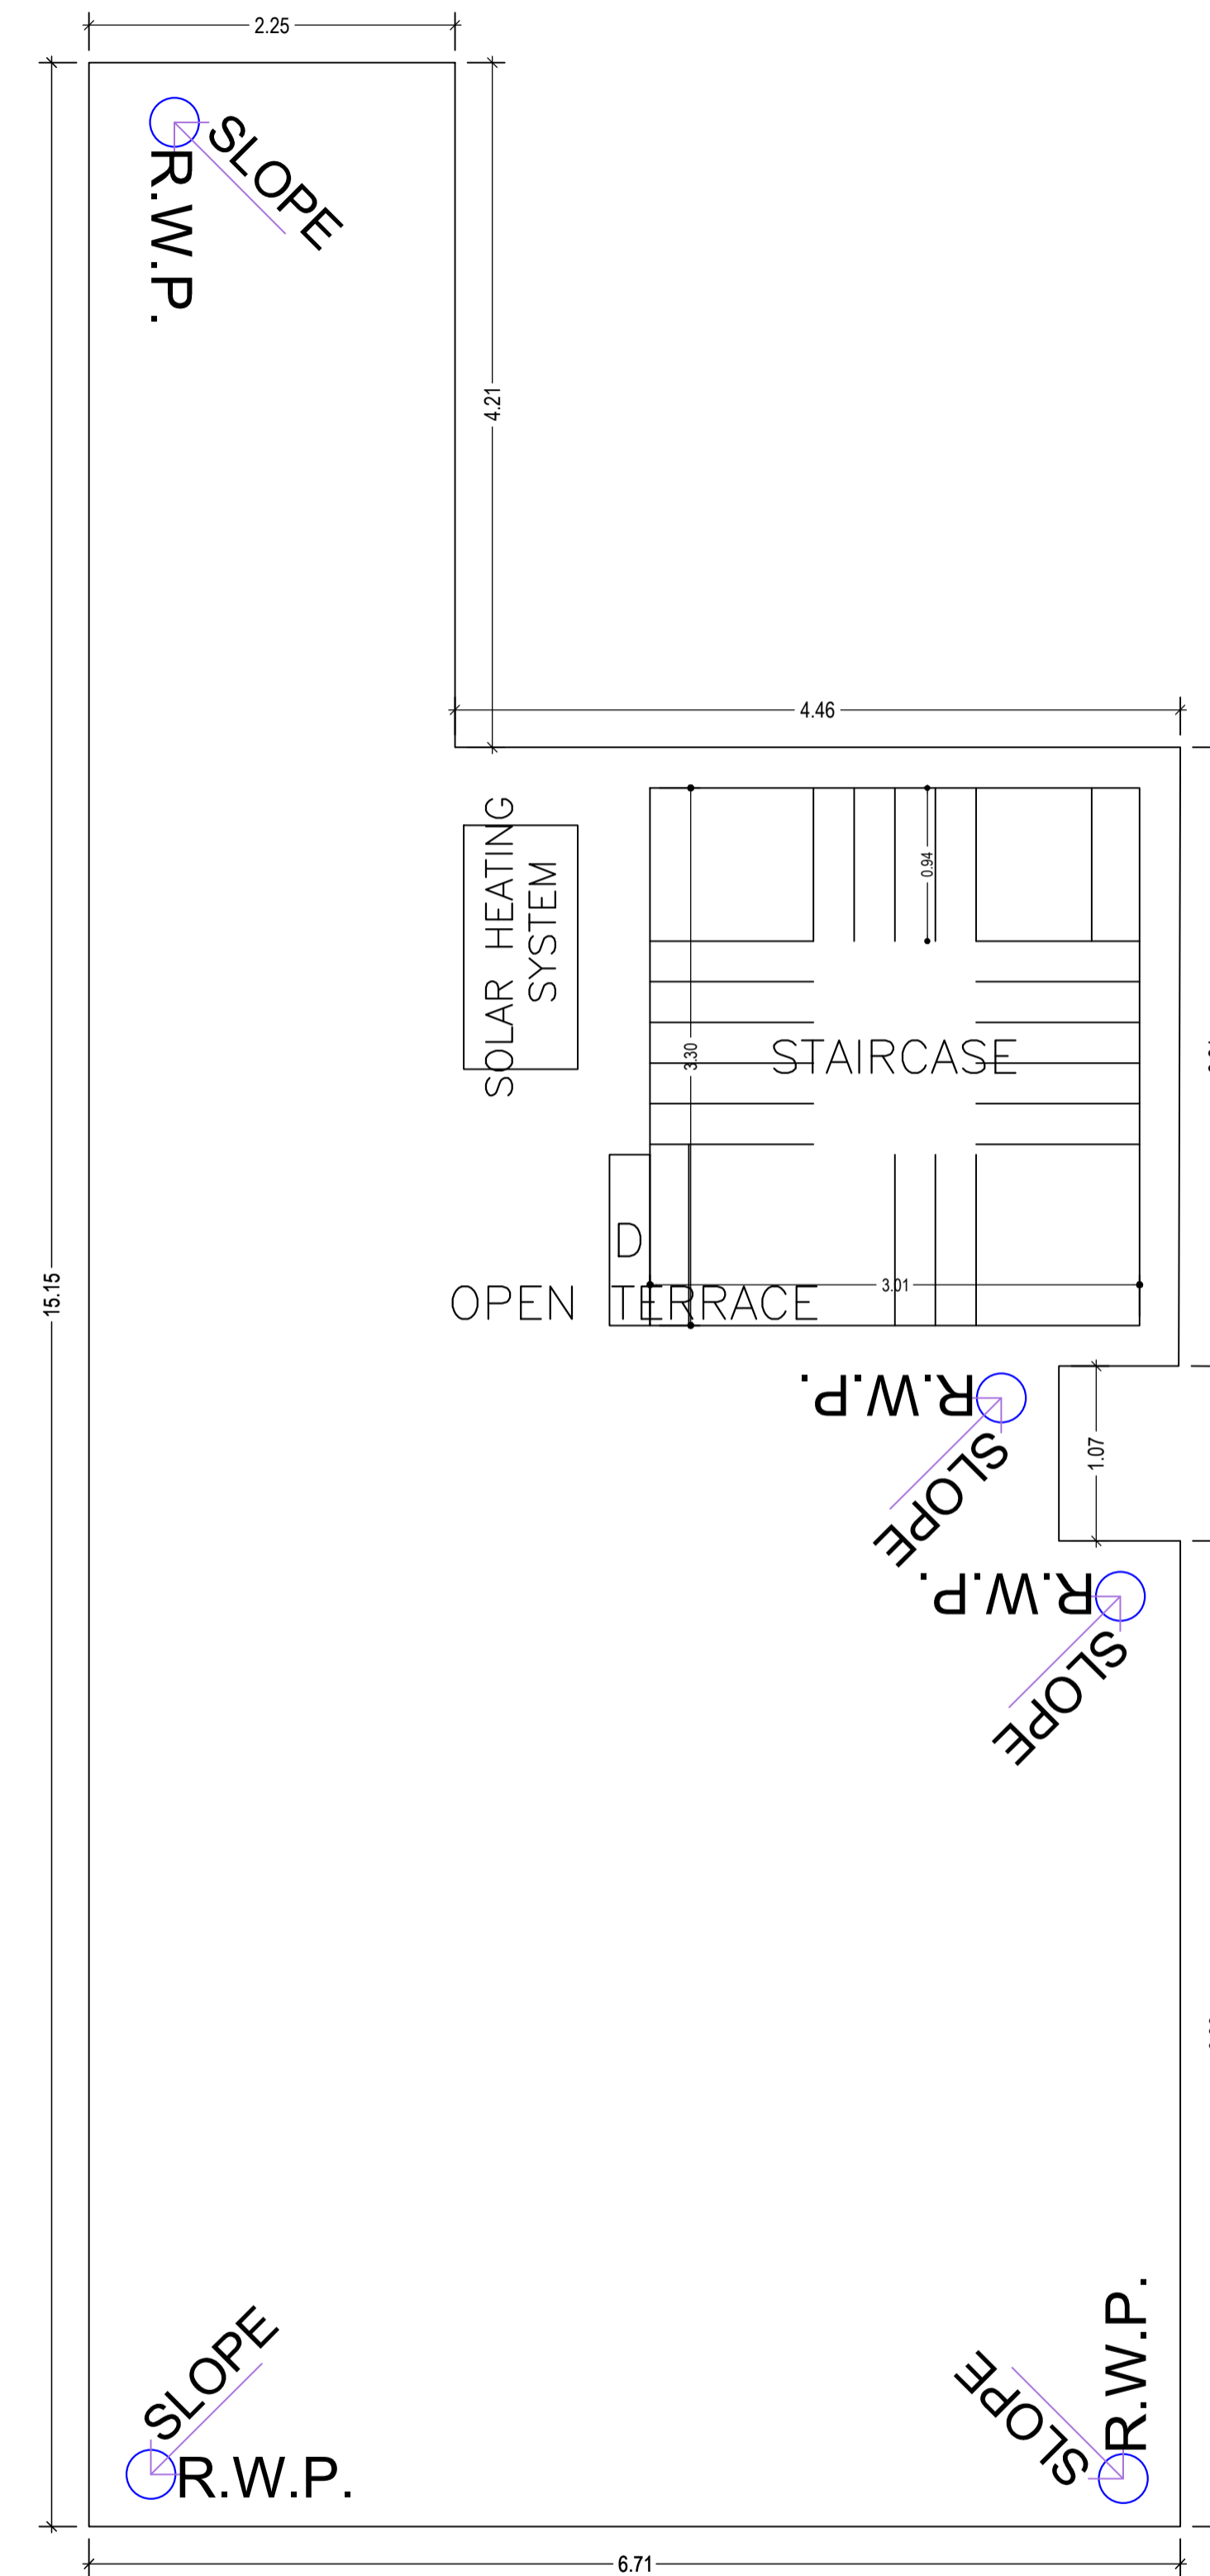 2.25
SLOPE
R.W.P.
4.21
4.46
SOLAR HEATING
SYSTEM
0.94
3.30
STAIRCASE
D
15.15
3.01
OPEN TERRACE
R.W.P.
SLOPE
1.07
R.W.P.
SLOPE
SLOPE
R.W.P.
R.W.P.
SLOPE
6.71